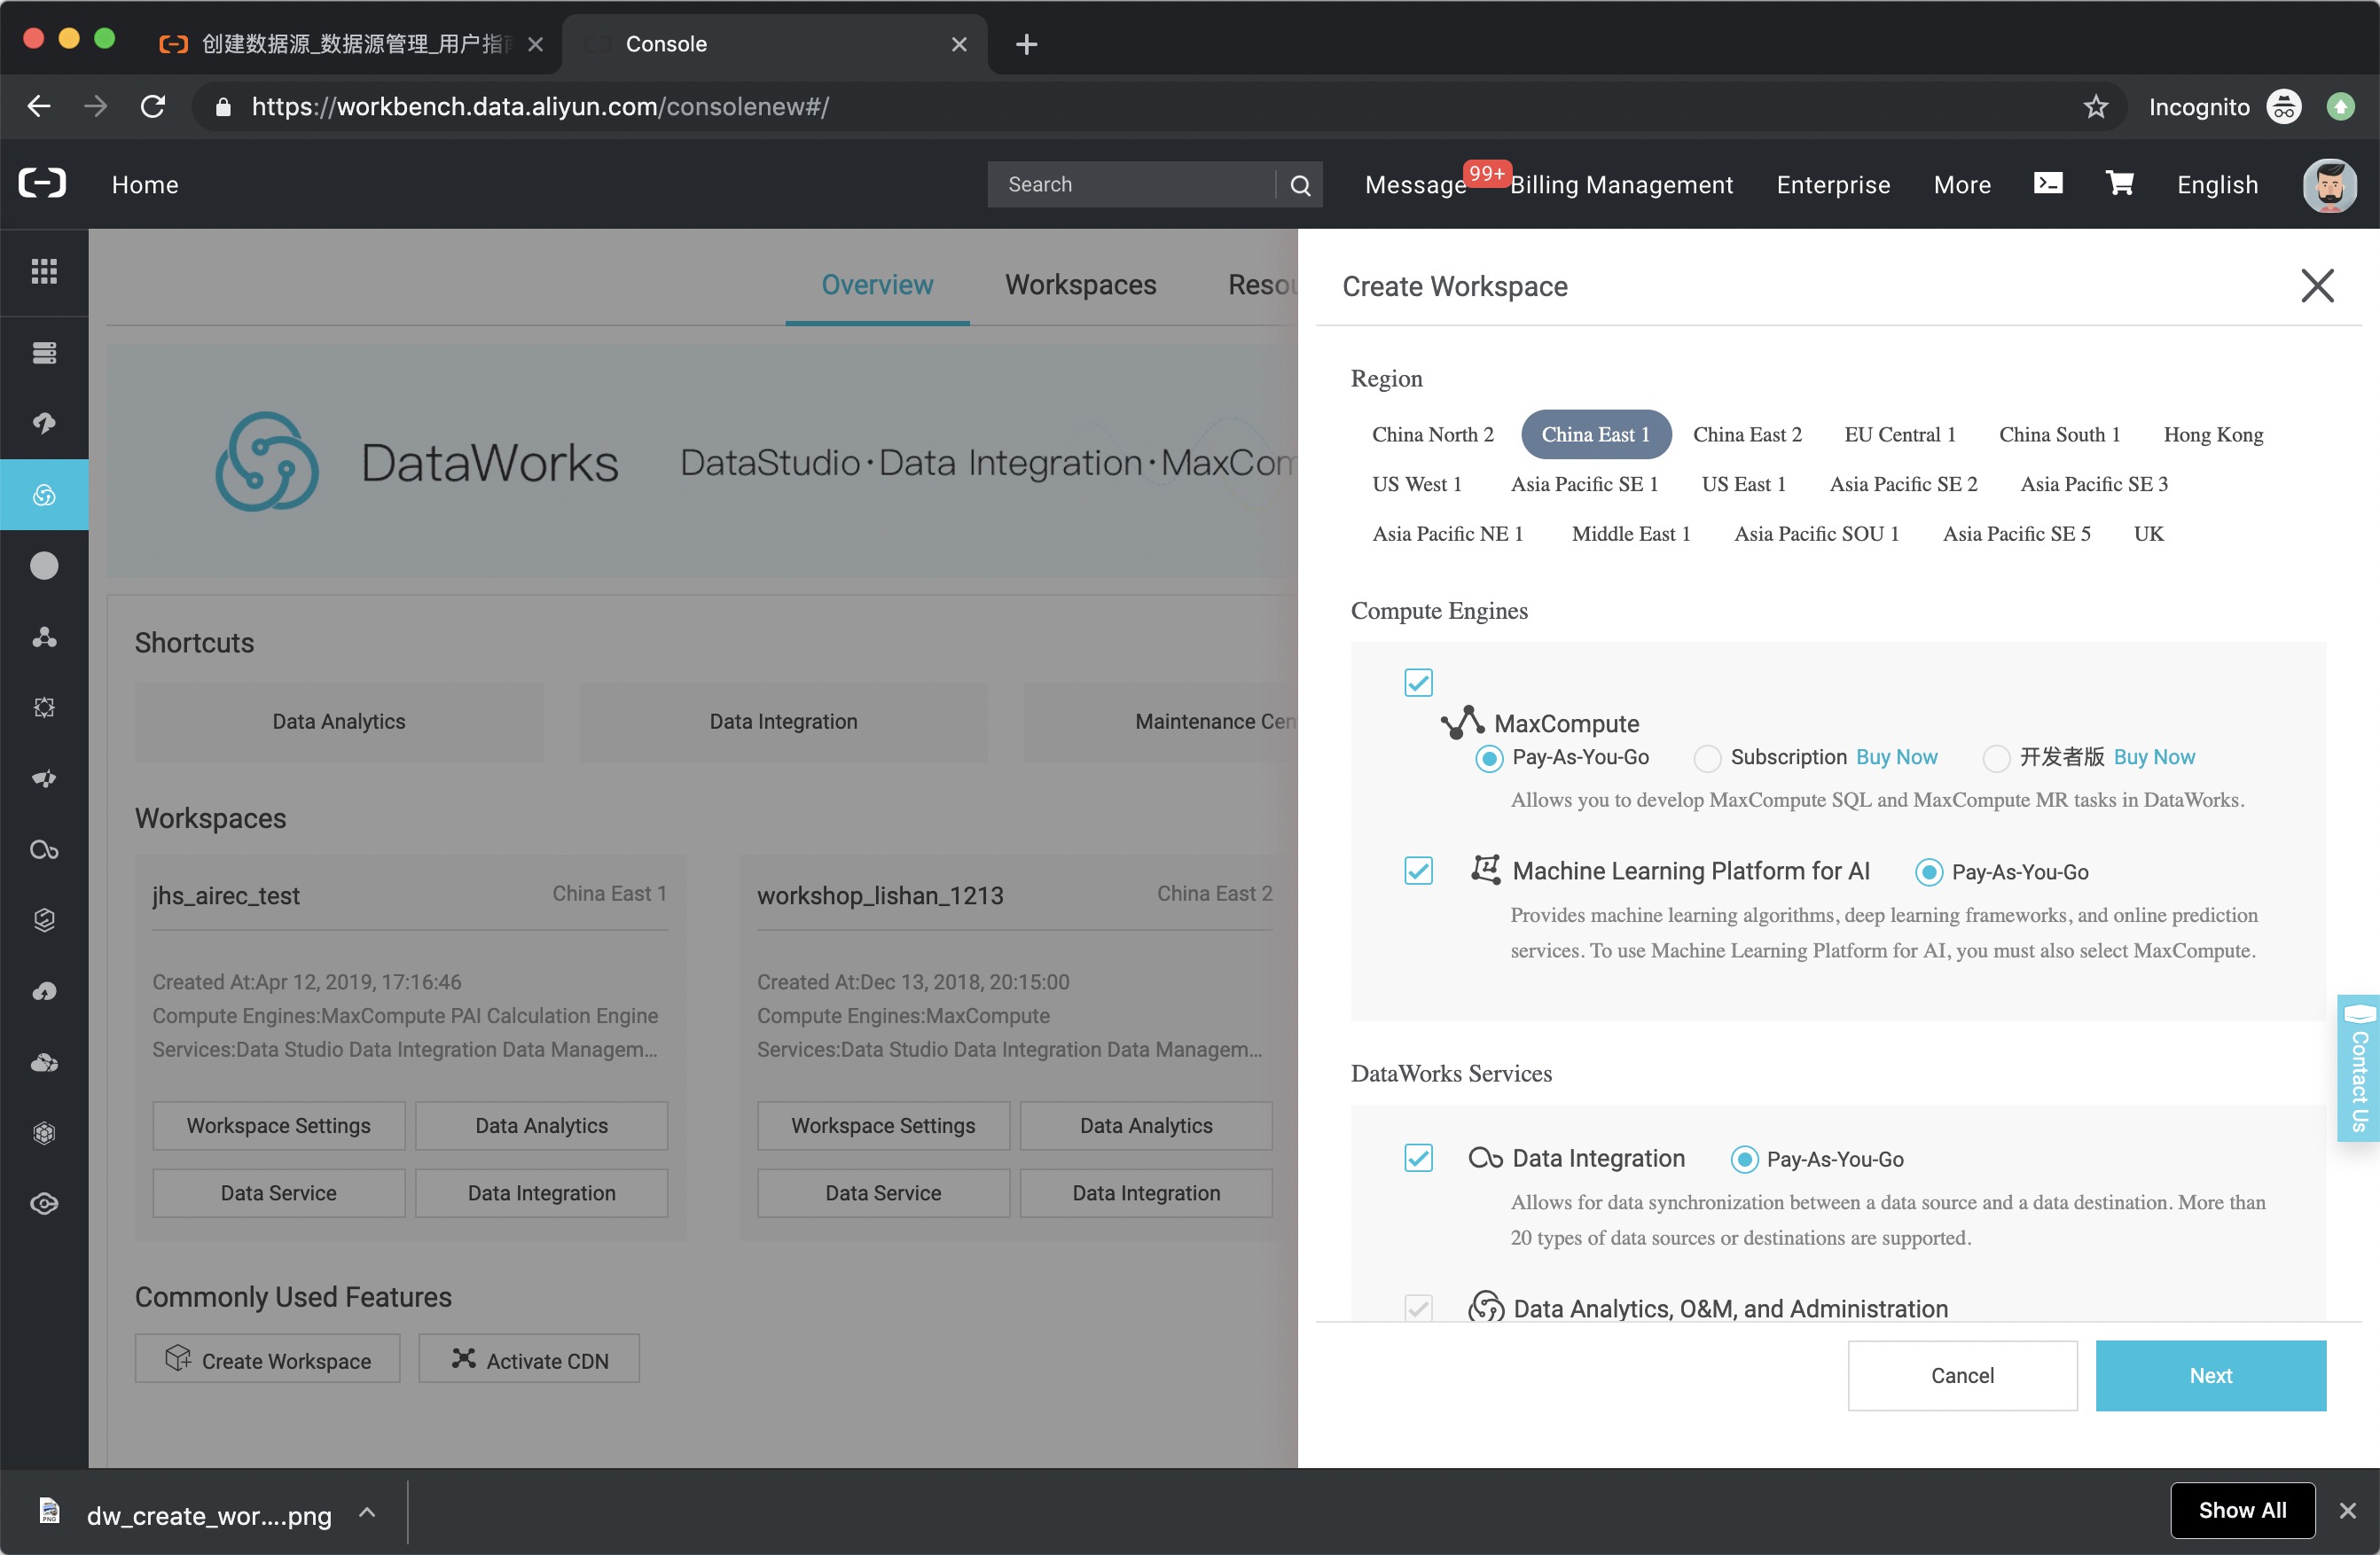 创建数据源_数据源管理_用户指
Console
https://workbench.data.aliyun.com/consolenew#/
Incognito
Home
Search
Message
99+
Billing Management
Enterprise
More
English
Overview
Workspaces
Resou
DataWorks
DataStudio·Data Integration·MaxCom
Shortcuts
Data Analytics
Data Integration
Maintenance Cen
Workspaces
jhs_airec_test
China East 1
Created At:Apr 12, 2019, 17:16:46
Compute Engines:MaxCompute PAI Calculation Engine
Services:Data Studio Data Integration Data Managem...
Workspace Settings
Data Analytics
Data Service
Data Integration
workshop_lishan_1213
China East 2
Created At:Dec 13, 2018, 20:15:00
Compute Engines:MaxCompute
Services:Data Studio Data Integration Data Managem...
Workspace Settings
Data Analytics
Data Service
Data Integration
Commonly Used Features
Create Workspace
Activate CDN
Create Workspace
Region
China North 2 China East 1 China East 2 EU Central 1 China South 1 Hong Kong
US West 1 Asia Pacific SE 1 US East 1 Asia Pacific SE 2 Asia Pacific SE 3
Asia Pacific NE 1 Middle East 1 Asia Pacific SOU 1 Asia Pacific SE 5 UK
Compute Engines
MaxCompute
Pay-As-You-Go Subscription Buy Now 开发者版 Buy Now
Allows you to develop MaxCompute SQL and MaxCompute MR tasks in DataWorks.
Machine Learning Platform for AI Pay-As-You-Go
Provides machine learning algorithms, deep learning frameworks, and online prediction
services. To use Machine Learning Platform for AI, you must also select MaxCompute.
DataWorks Services
Data Integration Pay-As-You-Go
Allows for data synchronization between a data source and a data destination. More than
20 types of data sources or destinations are supported.
Data Analytics, O&M, and Administration
Cancel
Next
Contact Us
dw_create_wor....png
Show All